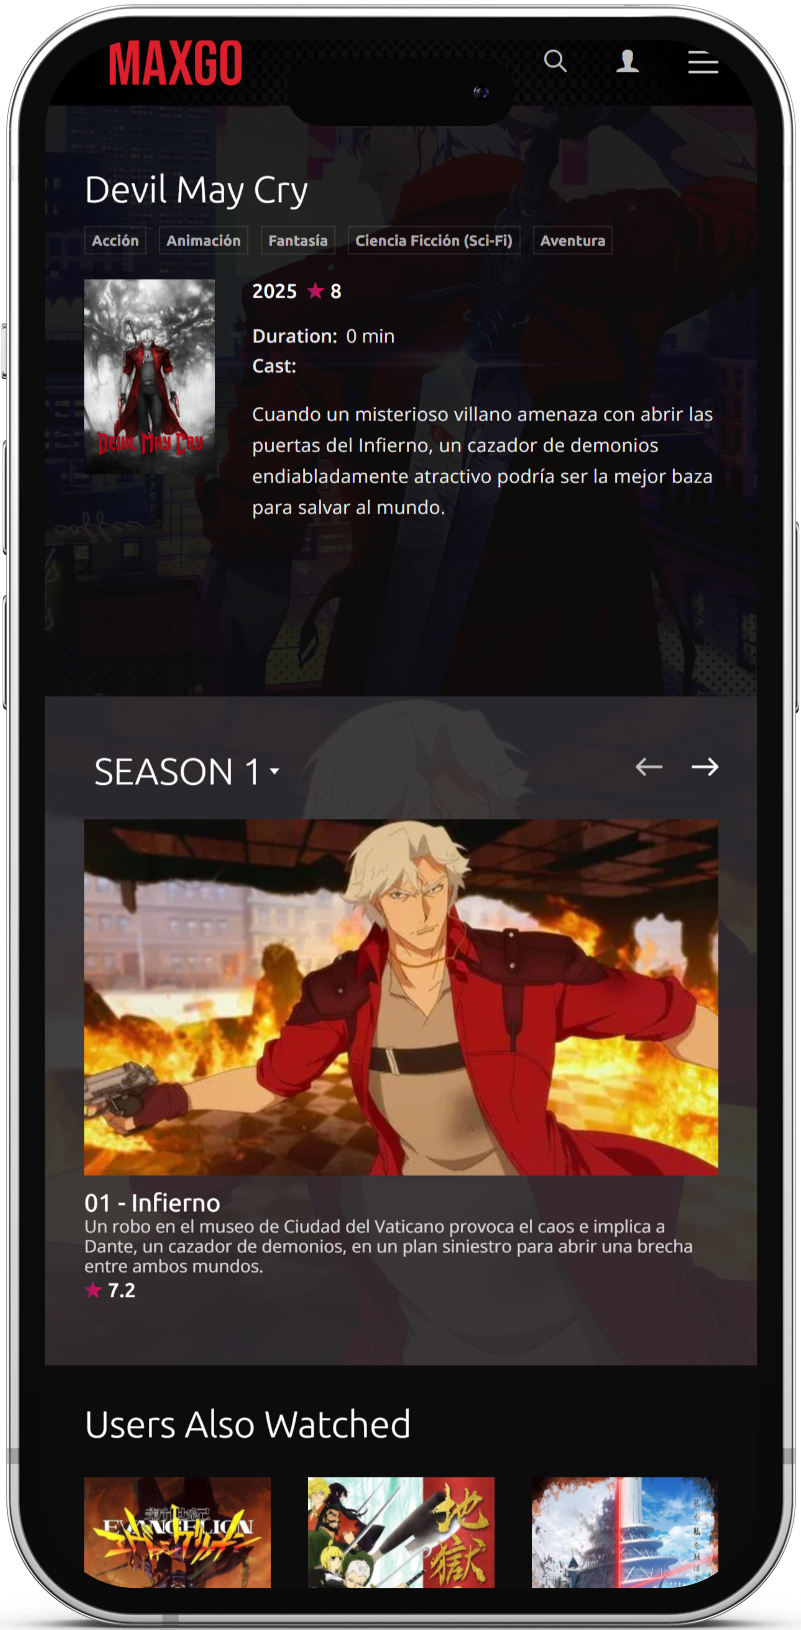 MAXGO
Devil May Cry
Acción Animación Fantasía Ciencia Ficción (Sci-Fi) Aventura
2025 ★ 8
Duration: 0 min
Cast:
Cuando un misterioso villano amenaza con abrir las
puertas del Infierno, un cazador de demonios
endiabladamente atractivo podría ser la mejor baza
para salvar al mundo.
Devil May Cry
SEASON 1
01 - Infierno
Un robo en el museo de Ciudad del Vaticano provoca el caos e implica a
Dante, un cazador de demonios, en un plan siniestro para abrir una brecha
entre ambos mundos.
★ 7.2
Users Also Watched
EVANGELION
地獄